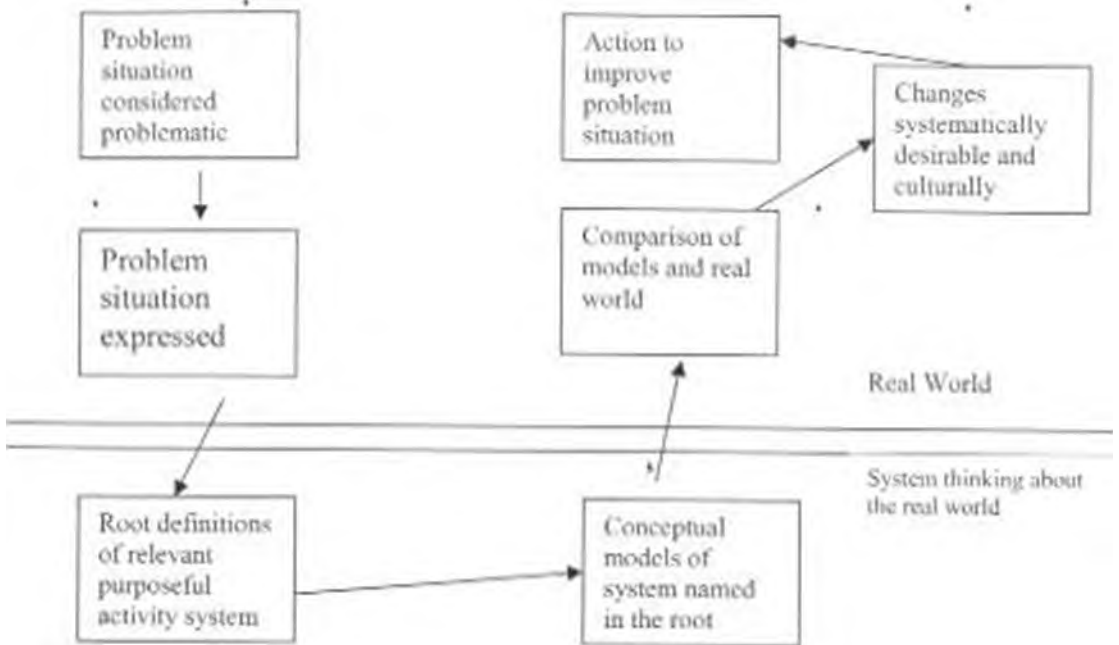 Problem
situation
considered
problematic
Problem
situation
expressed
Root definitions
of relevant
purposeful
activity system
Conceptual
models of
system named
in the root
Comparison of
models and real
world
Changes
systematically
desirable and
culturally
Action to
improve
problem
situation
Real World
System thinking about
the real world